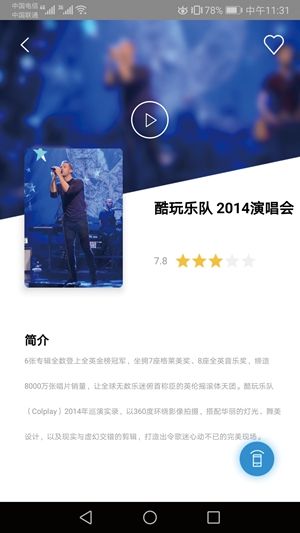 中国电信 中国联通 4G 3G 78% 中午11:31
酷玩乐队 2014演唱会
7.8
简介
6张专辑全数登上全英金榜冠军，坐拥7座格莱美奖、8座全英音乐奖，缔造
8000万张唱片销量，让全球无数乐迷俯首称臣的英伦摇滚体天团。酷玩乐队
（Colplay）2014年巡演实录，以360度环绕影像拍摄，搭配华丽的灯光、舞美
设计，以及现实与虚幻交错的剪辑，打造出令歌迷心动不已的完美现场。